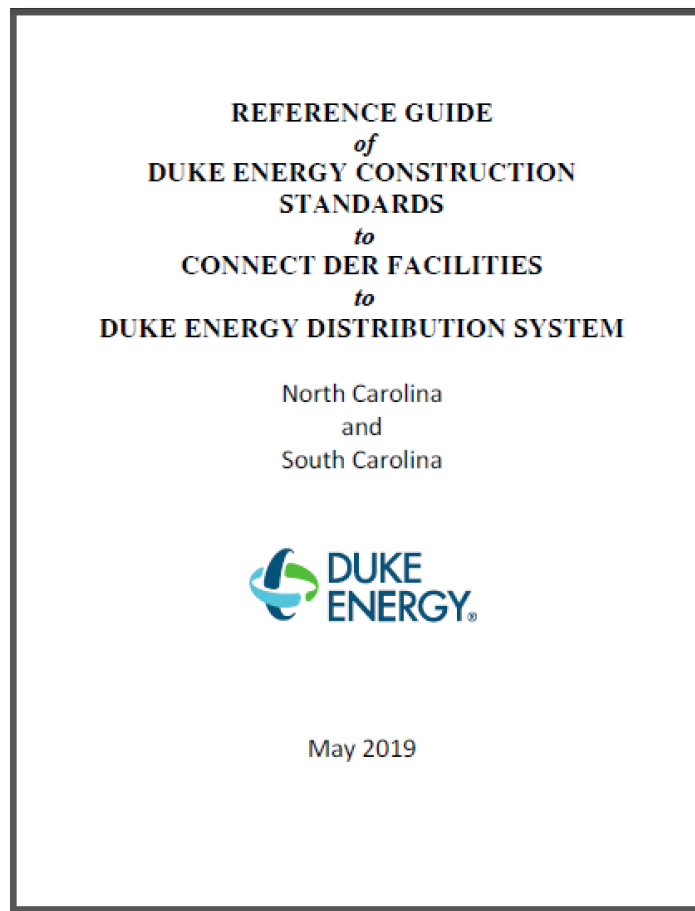 REFERENCE GUIDE
of
DUKE ENERGY CONSTRUCTION
STANDARDS
to
CONNECT DER FACILITIES
to
DUKE ENERGY DISTRIBUTION SYSTEM
North Carolina
and
South Carolina
DUKE
ENERGY®
May 2019